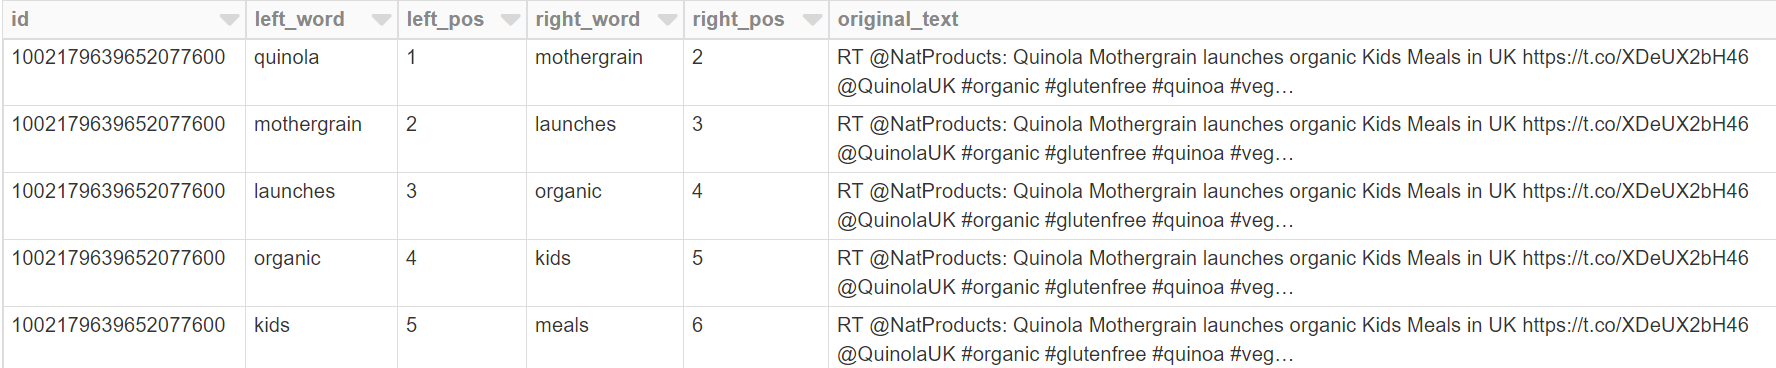 id left_word left_pos right_word right_pos original_text
1002179639652077600 quinola 1 mothergrain 2 RT @NatProducts: Quinola Mothergrain launches organic Kids Meals in UK https://t.co/XDeUX2bH46
@QuinolaUK #organic #glutenfree #quinoa #veg…
1002179639652077600 mothergrain 2 launches 3 RT @NatProducts: Quinola Mothergrain launches organic Kids Meals in UK https://t.co/XDeUX2bH46
@QuinolaUK #organic #glutenfree #quinoa #veg…
1002179639652077600 launches 3 organic 4 RT @NatProducts: Quinola Mothergrain launches organic Kids Meals in UK https://t.co/XDeUX2bH46
@QuinolaUK #organic #glutenfree #quinoa #veg…
1002179639652077600 organic 4 kids 5 RT @NatProducts: Quinola Mothergrain launches organic Kids Meals in UK https://t.co/XDeUX2bH46
@QuinolaUK #organic #glutenfree #quinoa #veg…
1002179639652077600 kids 5 meals 6 RT @NatProducts: Quinola Mothergrain launches organic Kids Meals in UK https://t.co/XDeUX2bH46
@QuinolaUK #organic #glutenfree #quinoa #veg…